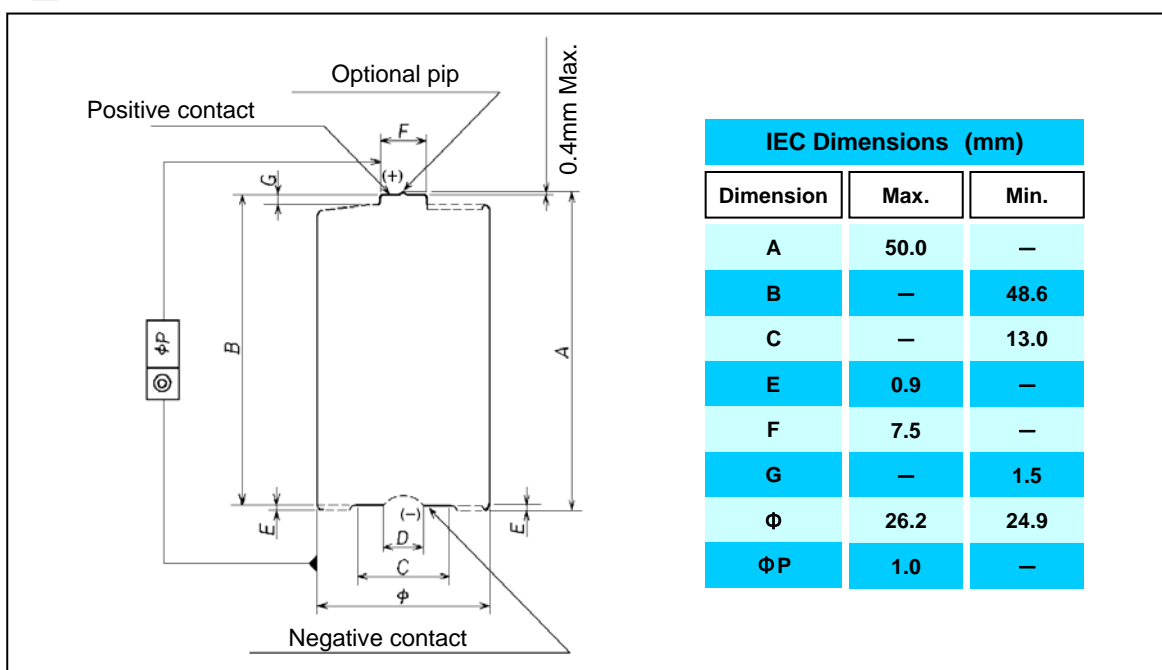 Optional pip
Positive contact
0.4mm Max.
F
G
(+)
ΦP
◎
B
A
E
(−)
E
D
C
Φ
Negative contact
IEC Dimensions (mm)
Dimension Max. Min.
A 50.0 —
B — 48.6
C — 13.0
E 0.9 —
F 7.5 —
G — 1.5
Φ 26.2 24.9
ΦP 1.0 —